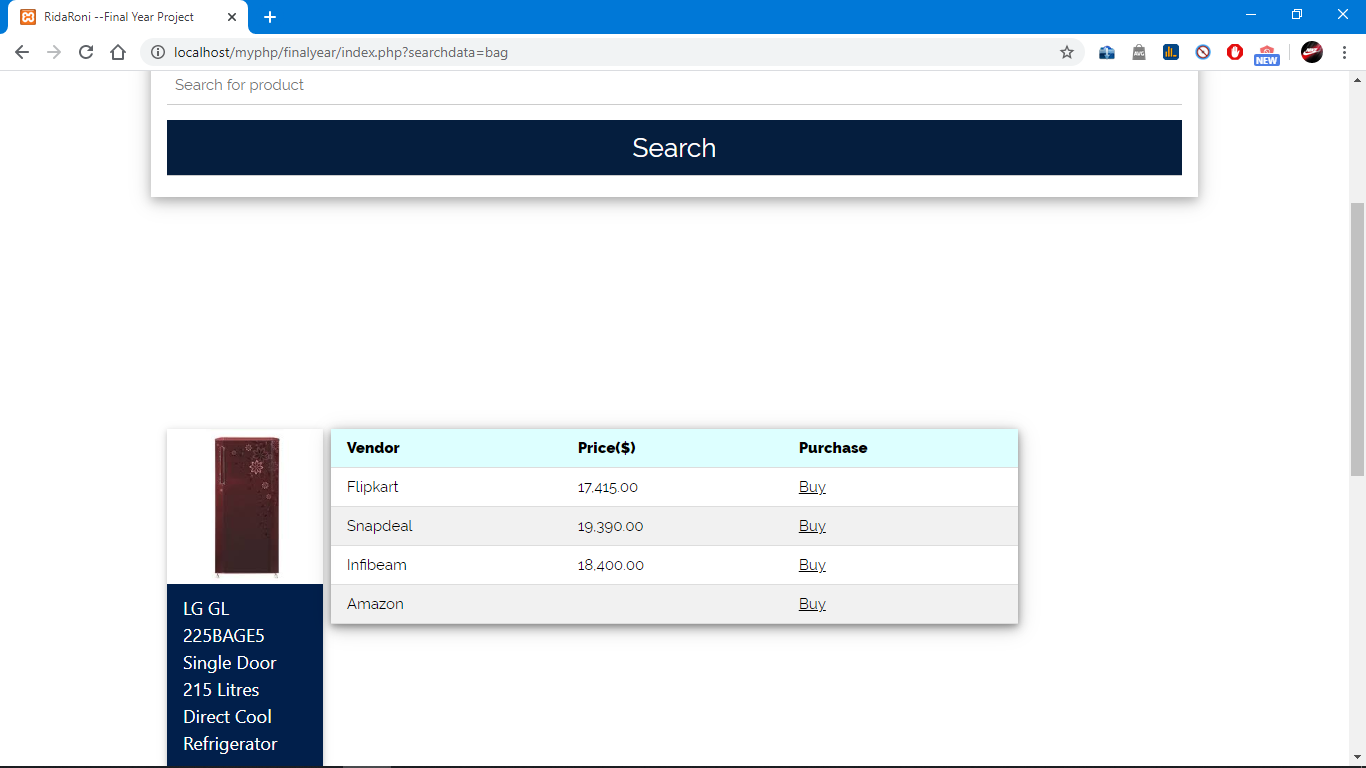 RidaRoni --Final Year Project
localhost/myphp/finalyear/index.php?searchdata=bag
AVG
NEW
Search for product
Search
Vendor Price($) Purchase
Flipkart 17,415.00 Buy
Snapdeal 19,390.00 Buy
Infibeam 18,400.00 Buy
Amazon Buy
LG GL
225BAGE5
Single Door
215 Litres
Direct Cool
Refrigerator